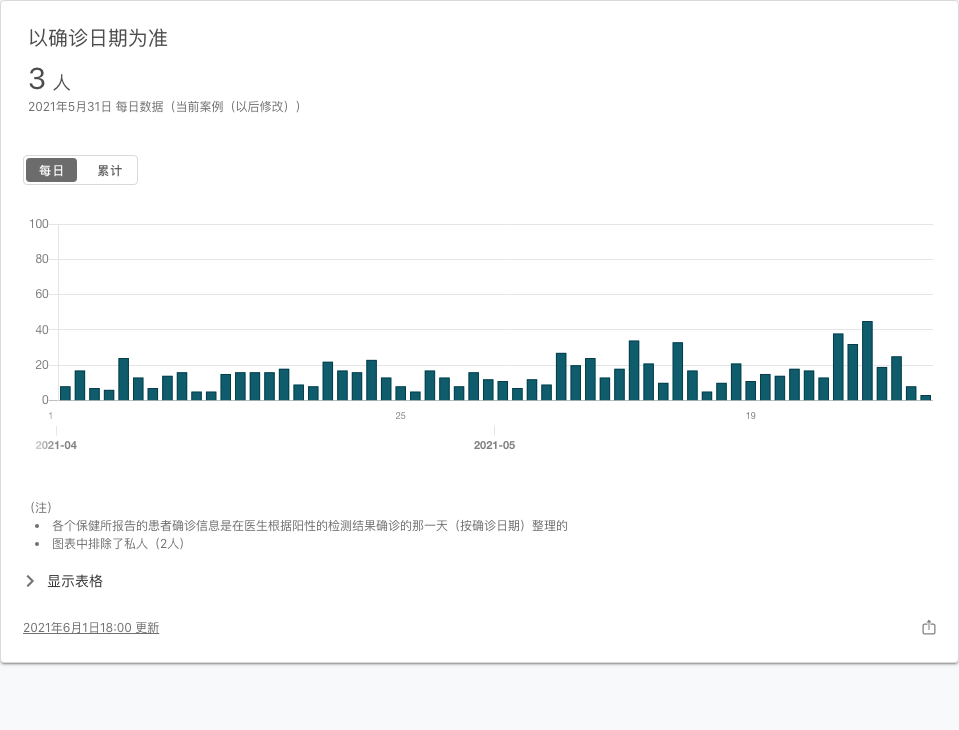 以确诊日期为准
3 人
2021年5月31日 每日数据（当前案例（以后修改））
每日 累计
100
80
60
40
20
0
1 25 19
2021-04 2021-05
(注)
• 各个保健所报告的患者确诊信息是在医生根据阳性的检测结果确诊的那一天（按确诊日期）整理的
• 图表中排除了私人（2人）
显示表格
2021年6月1日18:00 更新